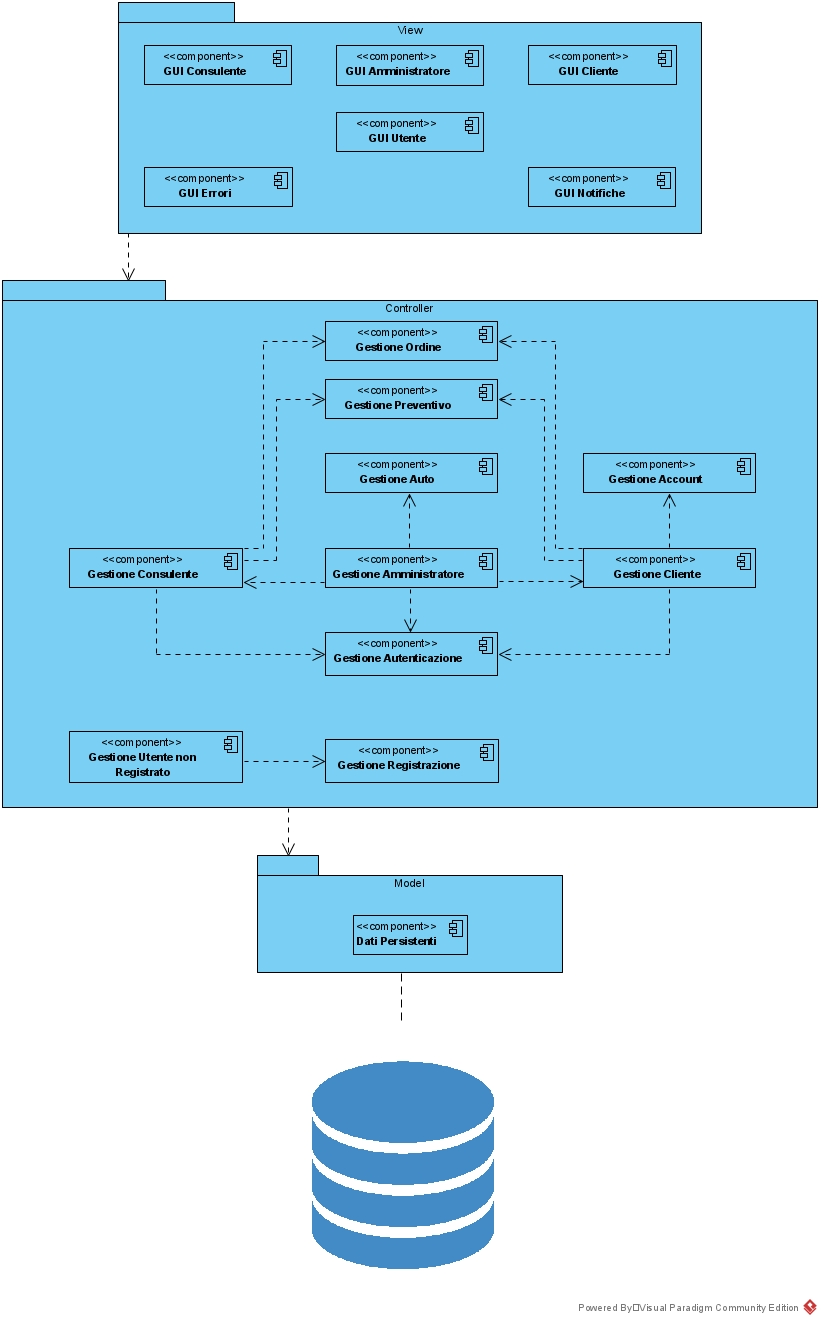 View
<<component>>
GUI Consulente
<<component>>
GUI Amministratore
<<component>>
GUI Cliente
<<component>>
GUI Utente
<<component>>
GUI Errori
<<component>>
GUI Notifiche
Controller
<<component>>
Gestione Ordine
<<component>>
Gestione Preventivo
<<component>>
Gestione Auto
<<component>>
Gestione Account
<<component>>
Gestione Consulente
<<component>>
Gestione Amministratore
<<component>>
Gestione Cliente
<<component>>
Gestione Autenticazione
<<component>>
Gestione Utente non
Registrato
<<component>>
Gestione Registrazione
Model
<<component>>
Dati Persistenti
Powered By□Visual Paradigm Community Edition